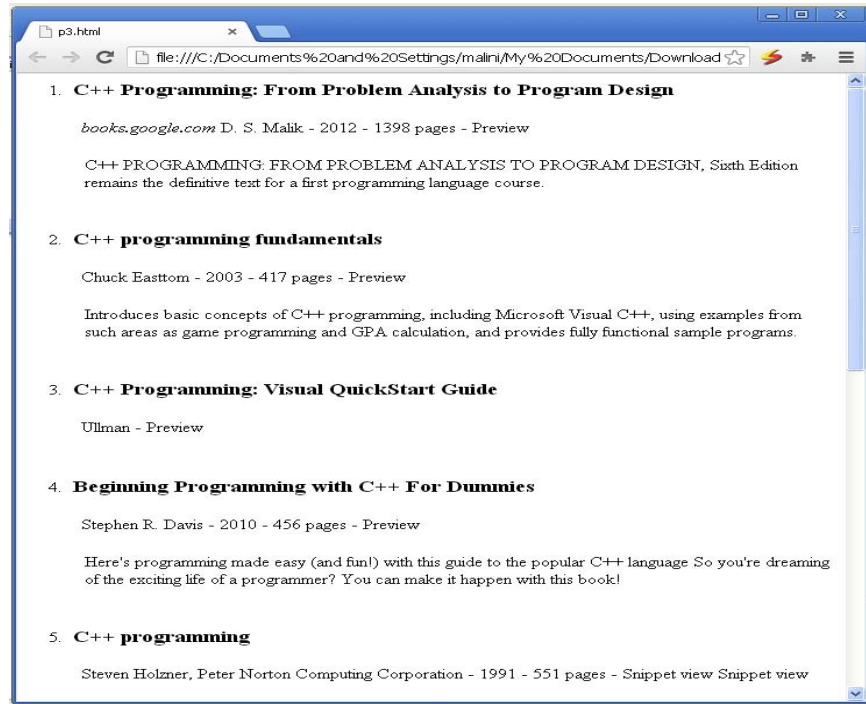 p3.html
file:///C:/Documents%20and%20Settings/malini/My%20Documents/Download
1. C++ Programming: From Problem Analysis to Program Design
books.google.com D. S. Malik - 2012 - 1398 pages - Preview
C++ PROGRAMMING: FROM PROBLEM ANALYSIS TO PROGRAM DESIGN, Sixth Edition
remains the definitive text for a first programming language course.
2. C++ programming fundamentals
Chuck Easttom - 2003 - 417 pages - Preview
Introduces basic concepts of C++ programming, including Microsoft Visual C++, using examples from
such areas as game programming and GPA calculation, and provides fully functional sample programs.
3. C++ Programming: Visual QuickStart Guide
Ullman - Preview
4. Beginning Programming with C++ For Dummies
Stephen R. Davis - 2010 - 456 pages - Preview
Here's programming made easy (and fun!) with this guide to the popular C++ language So you're dreaming
of the exciting life of a programmer? You can make it happen with this book!
5. C++ programming
Steven Holzner, Peter Norton Computing Corporation - 1991 - 551 pages - Snippet view Snippet view